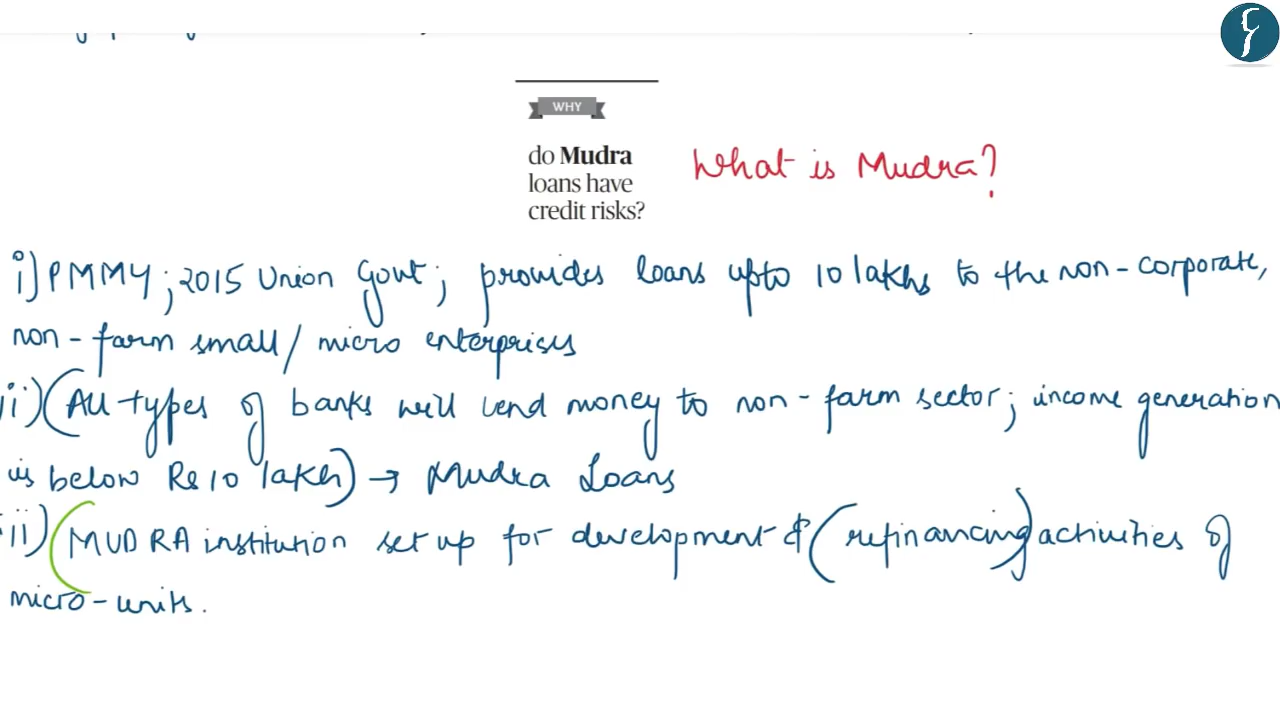 WHY
do Mudra
loans have
credit risks?
What is Mudra?
i) PMMY ; 2015 Union Govt ; provides loans upto 10 lakhs to the non-corporate,
non-farm small/ micro enterprises
ii) (All types of banks will lend money to non-farm sector ; income generation
is below Rs 10 lakh) → Mudra Loans
ii) (MUDRA institution set up for development & (refinancing) activities of
micro-units.